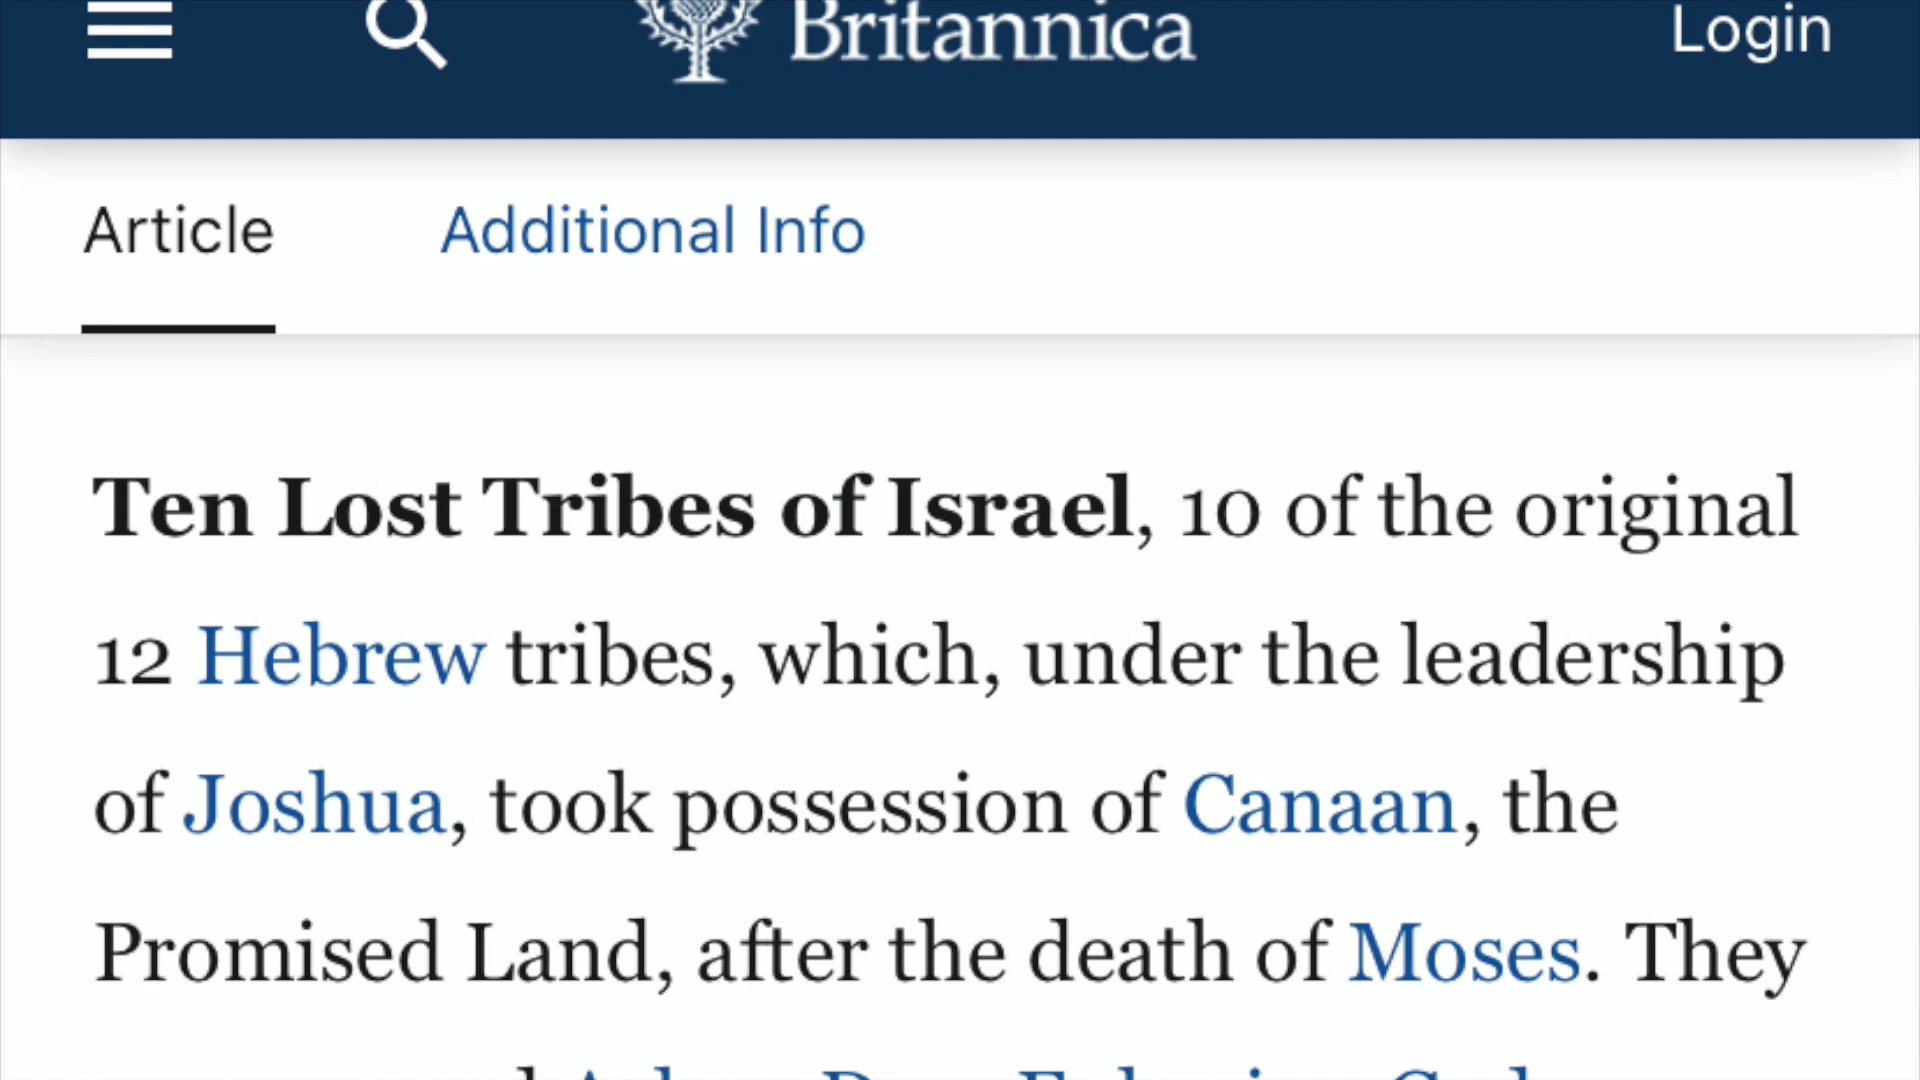 Britannica
Login
Article
Additional Info
Ten Lost Tribes of Israel, 10 of the original
12 Hebrew tribes, which, under the leadership
of Joshua, took possession of Canaan, the
Promised Land, after the death of Moses. They